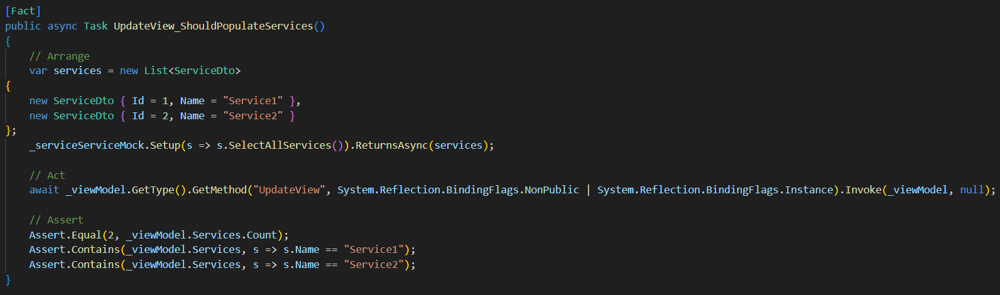 [Fact]
public async Task UpdateView_ShouldPopulateServices()
{
    // Arrange
    var services = new List<ServiceDto>
{
    new ServiceDto { Id = 1, Name = "Service1" },
    new ServiceDto { Id = 2, Name = "Service2" }
};
    _serviceServiceMock.Setup(s => s.SelectAllServices()).ReturnsAsync(services);

    // Act
    await _viewModel.GetType().GetMethod("UpdateView", System.Reflection.BindingFlags.NonPublic | System.Reflection.BindingFlags.Instance).Invoke(_viewModel, null);

    // Assert
    Assert.Equal(2, _viewModel.Services.Count);
    Assert.Contains(_viewModel.Services, s => s.Name == "Service1");
    Assert.Contains(_viewModel.Services, s => s.Name == "Service2");
}